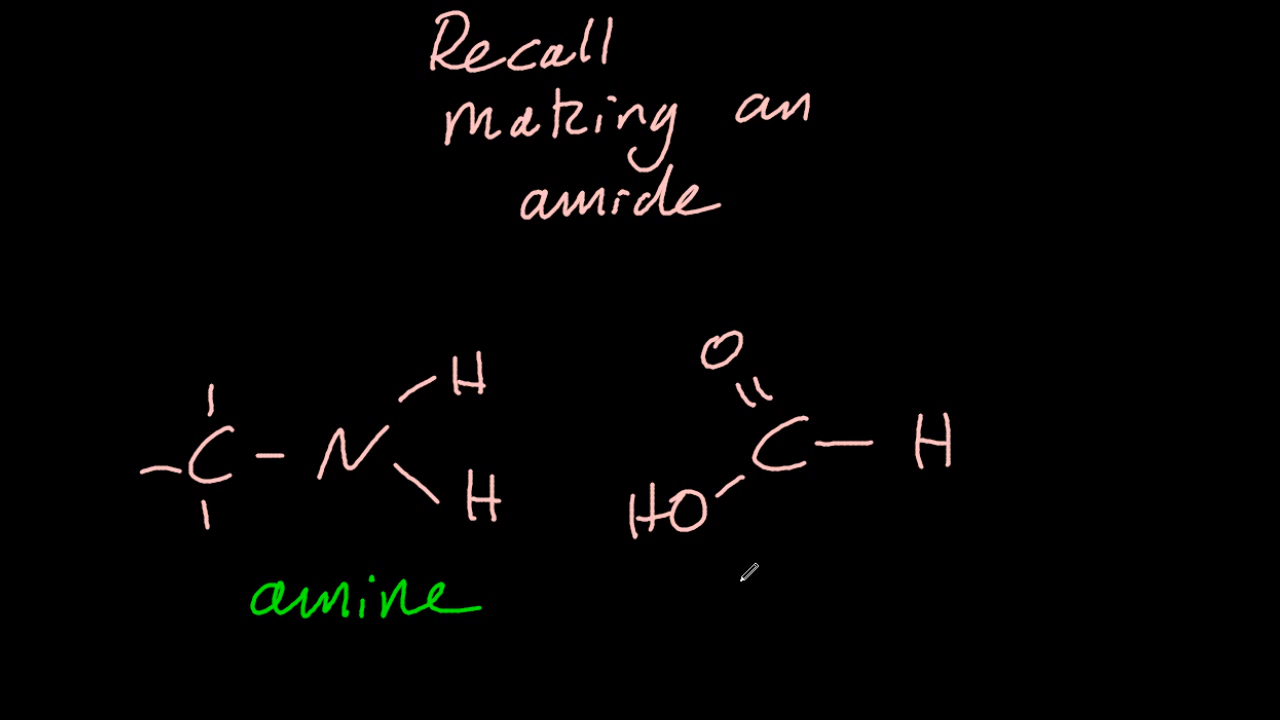 Recall
making an
amide
O
H
C - N
H
C - H
HO
amine